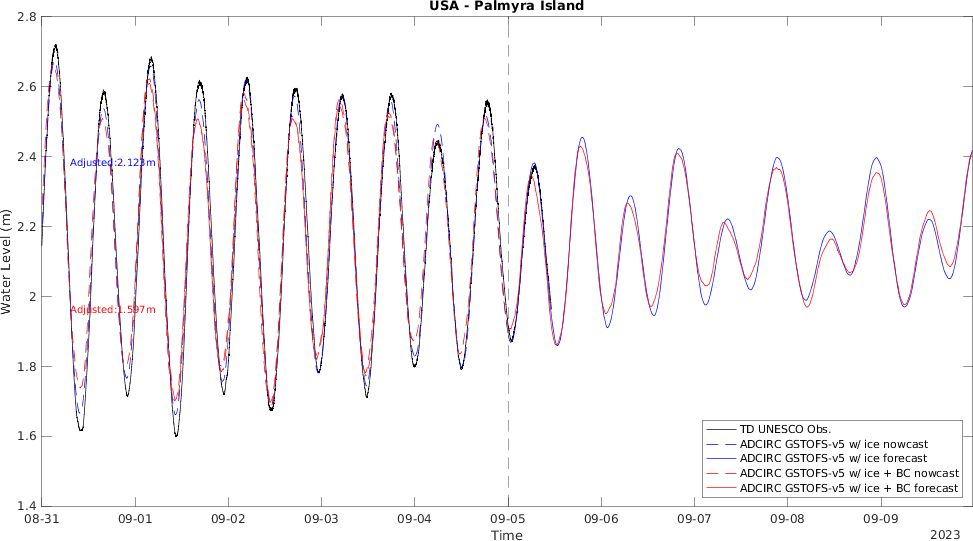 USA - Palmyra Island
2.8
2.6
2.4
2.2
2
1.8
1.6
1.4
Water Level (m)
Adjusted:2.123m
Adjusted:1.597m
TD UNESCO Obs.
ADCIRC GSTOFS-v5 w/ ice nowcast
ADCIRC GSTOFS-v5 w/ ice forecast
ADCIRC GSTOFS-v5 w/ ice + BC nowcast
ADCIRC GSTOFS-v5 w/ ice + BC forecast
08-31 09-01 09-02 09-03 09-04 09-05 09-06 09-07 09-08 09-09
Time
2023